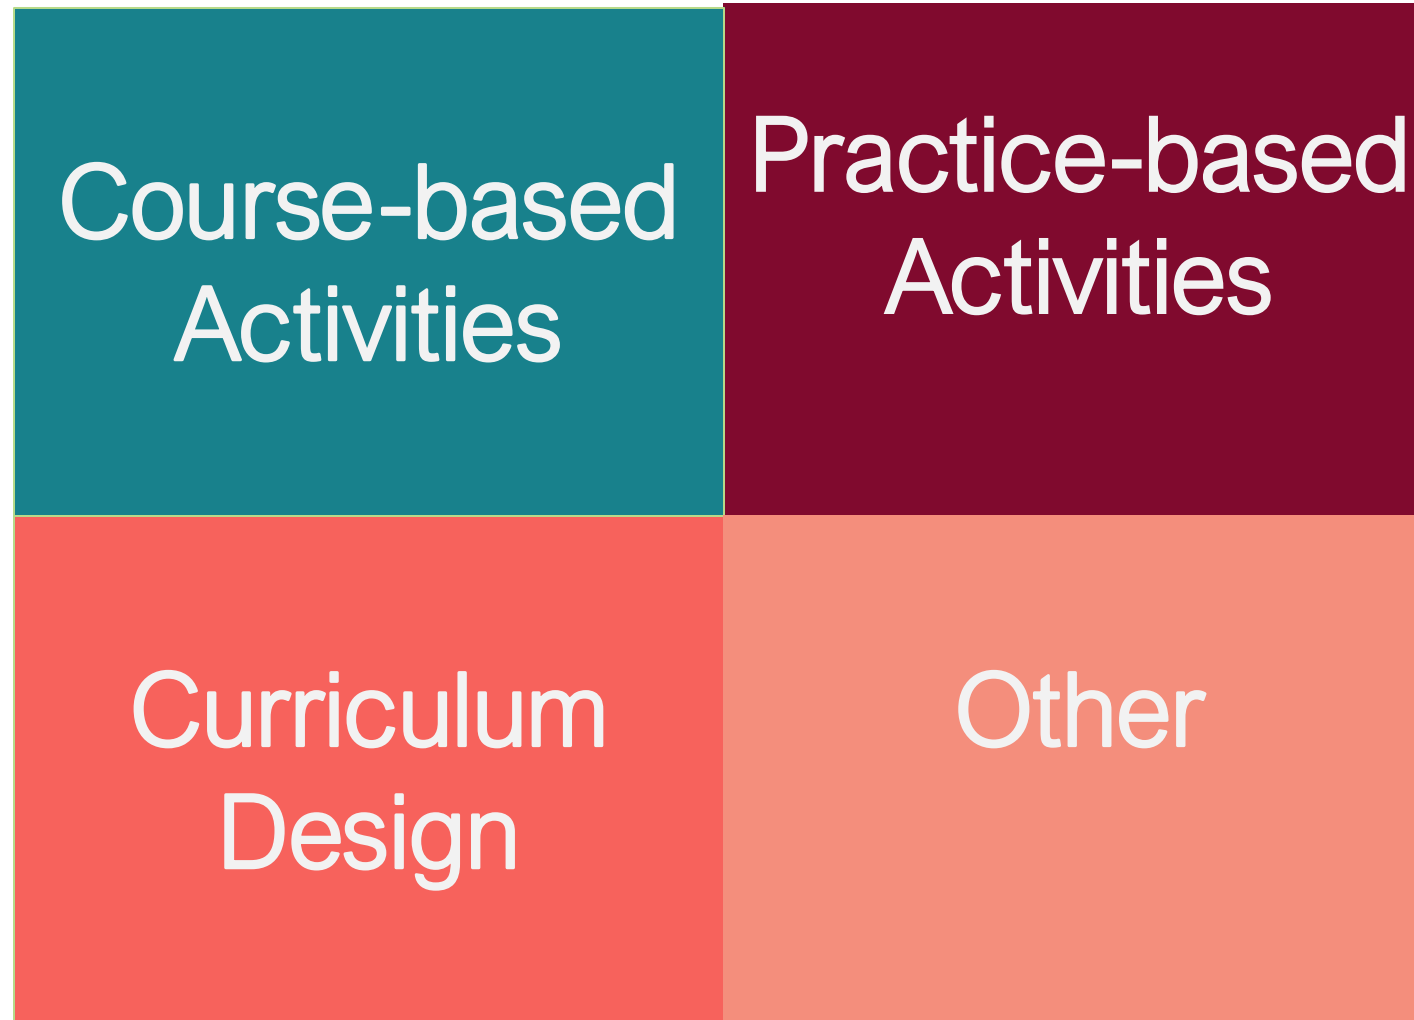 Course-based
Activities
Practice-based
Activities
Curriculum
Design
Other